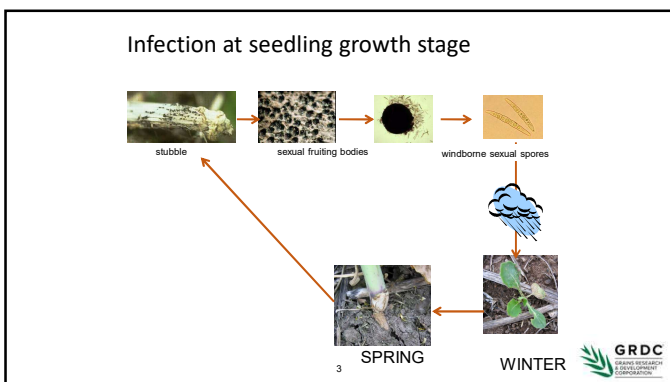 Infection at seedling growth stage
stubble
sexual fruiting bodies
windborne sexual spores
SPRING
WINTER
3
GRDC
GRAINS RESEARCH
& DEVELOPMENT
CORPORATION